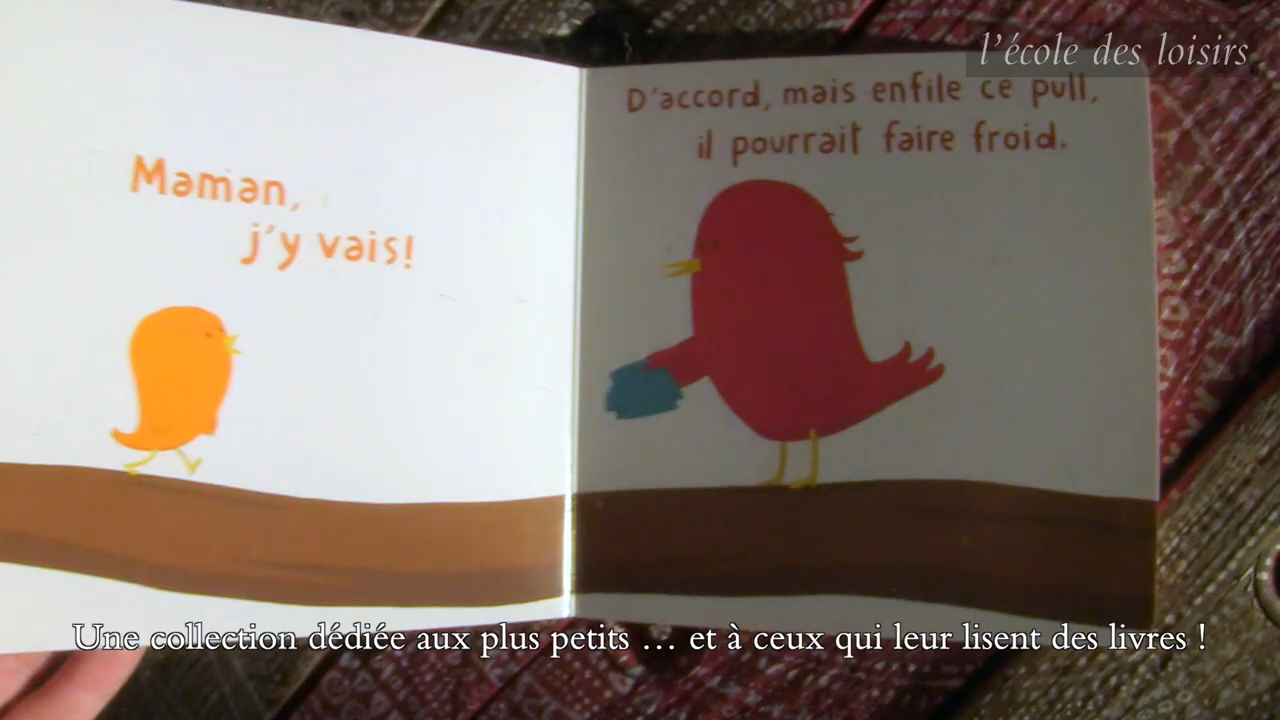 l'école des loisirs
Maman,
j'y vais!
D'accord, mais enfile ce pull,
il pourrait faire froid.
Une collection dédiée aux plus petits … et à ceux qui leur lisent des livres !